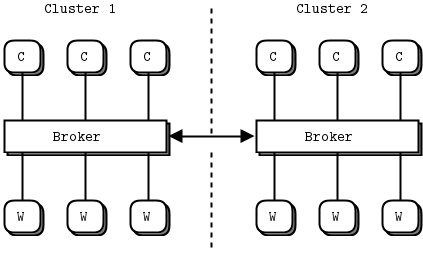 Cluster 1 Cluster 2
C C C C C C
Broker Broker
W W W W W W